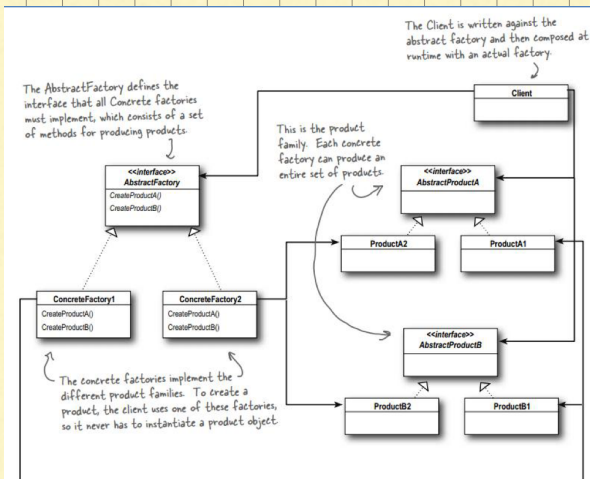 The Client is written against the
abstract factory and then composed at
runtime with an actual factory.
Client
The AbstractFactory defines the
interface that all Concrete factories
must implement, which consists of a set
of methods for producing products.
This is the product
family. Each concrete
factory can produce an
entire set of products.
<<interface>>
AbstractFactory
CreateProductA()
CreateProductB()
<<interface>>
AbstractProductA
ProductA2
ProductA1
ConcreteFactory1
CreateProductA()
CreateProductB()
ConcreteFactory2
CreateProductA()
CreateProductB()
<<interface>>
AbstractProductB
ProductB2
ProductB1
The concrete factories implement the
different product families. To create a
product, the client uses one of these factories,
so it never has to instantiate a product object